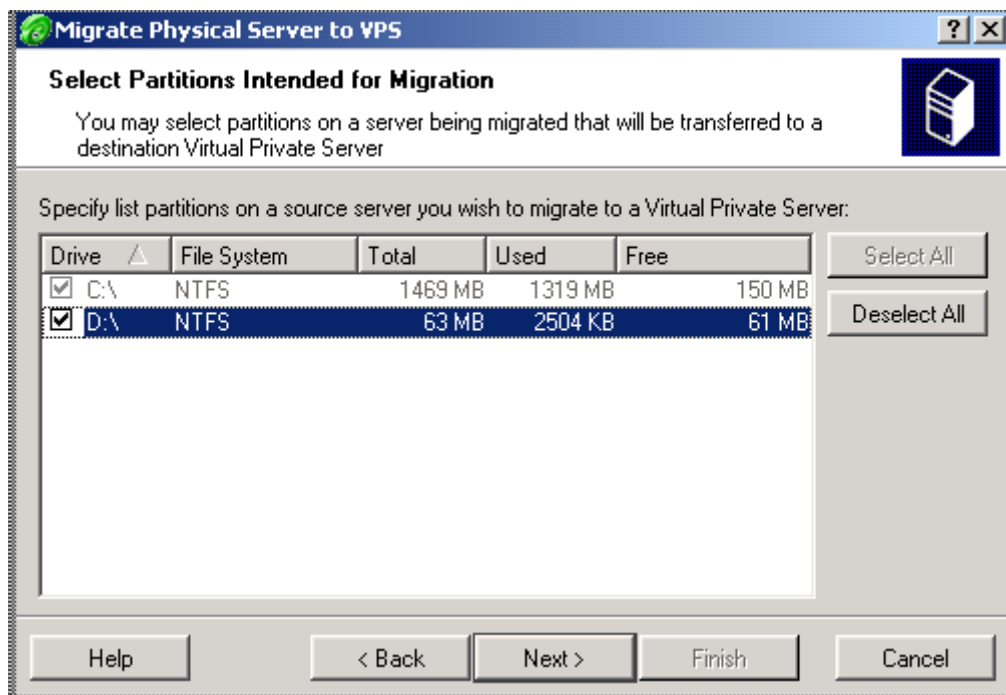 Migrate Physical Server to VPS
Select Partitions Intended for Migration
You may select partitions on a server being migrated that will be transferred to a
destination Virtual Private Server
Specify list partitions on a source server you wish to migrate to a Virtual Private Server:
Drive File System Total Used Free
C:\ NTFS 1469 MB 1319 MB 150 MB
D:\ NTFS 63 MB 2504 KB 61 MB
Select All
Deselect All
Help < Back Next > Finish Cancel